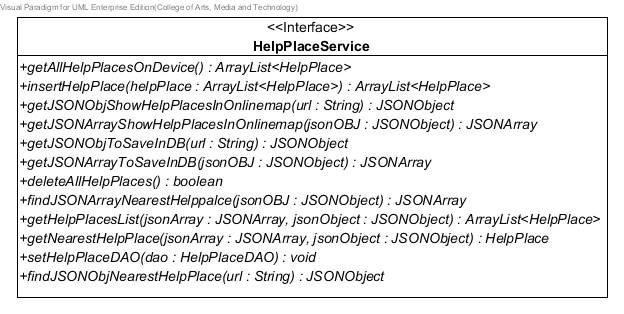 Visual Paradigm for UML Enterprise Edition(College of Arts, Media and Technology)
<<Interface>>
HelpPlaceService
+getAllHelpPlacesOnDevice() : ArrayList<HelpPlace>
+insertHelpPlace(helpPlace : ArrayList<HelpPlace>) : ArrayList<HelpPlace>
+getJSONObjShowHelpPlacesInOnlinemap(url : String) : JSONObject
+getJSONArrayShowHelpPlacesInOnlinemap(jsonOBJ : JSONObject) : JSONArray
+getJSONObjToSaveInDB(url : String) : JSONObject
+getJSONArrayToSaveInDB(jsonOBJ : JSONObject) : JSONArray
+deleteAllHelpPlaces() : boolean
+findJSONArrayNearestHelppalce(jsonOBJ : JSONObject) : JSONArray
+getHelpPlacesList(jsonArray : JSONArray, jsonObject : JSONObject) : ArrayList<HelpPlace>
+getNearestHelpPlace(jsonArray : JSONArray, jsonObject : JSONObject) : HelpPlace
+setHelpPlaceDAO(dao : HelpPlaceDAO) : void
+findJSONObjNearestHelpPlace(url : String) : JSONObject